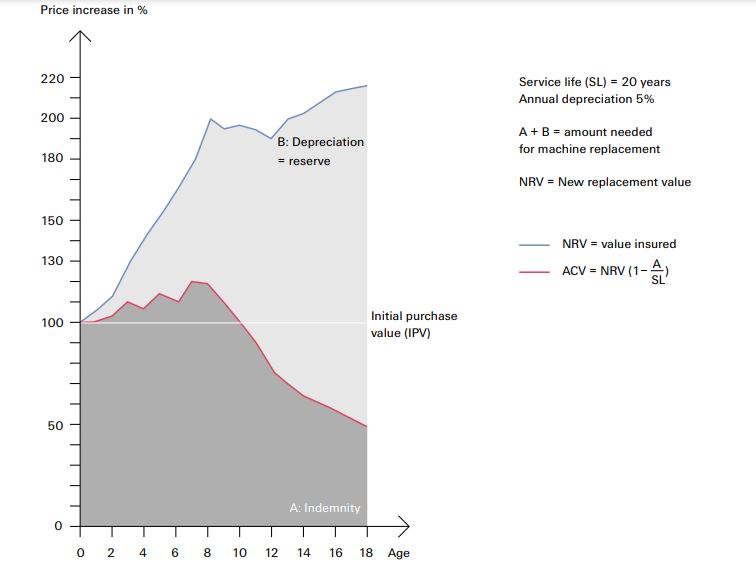 Price increase in %
220
200
180
150
130
100
50
0
0 2 4 6 8 10 12 14 16 18 Age
B: Depreciation
= reserve
A: Indemnity
Initial purchase
value (IPV)
Service life (SL) = 20 years
Annual depreciation 5%
A + B = amount needed
for machine replacement
NRV = New replacement value
NRV = value insured
ACV = NRV (1– A/SL)